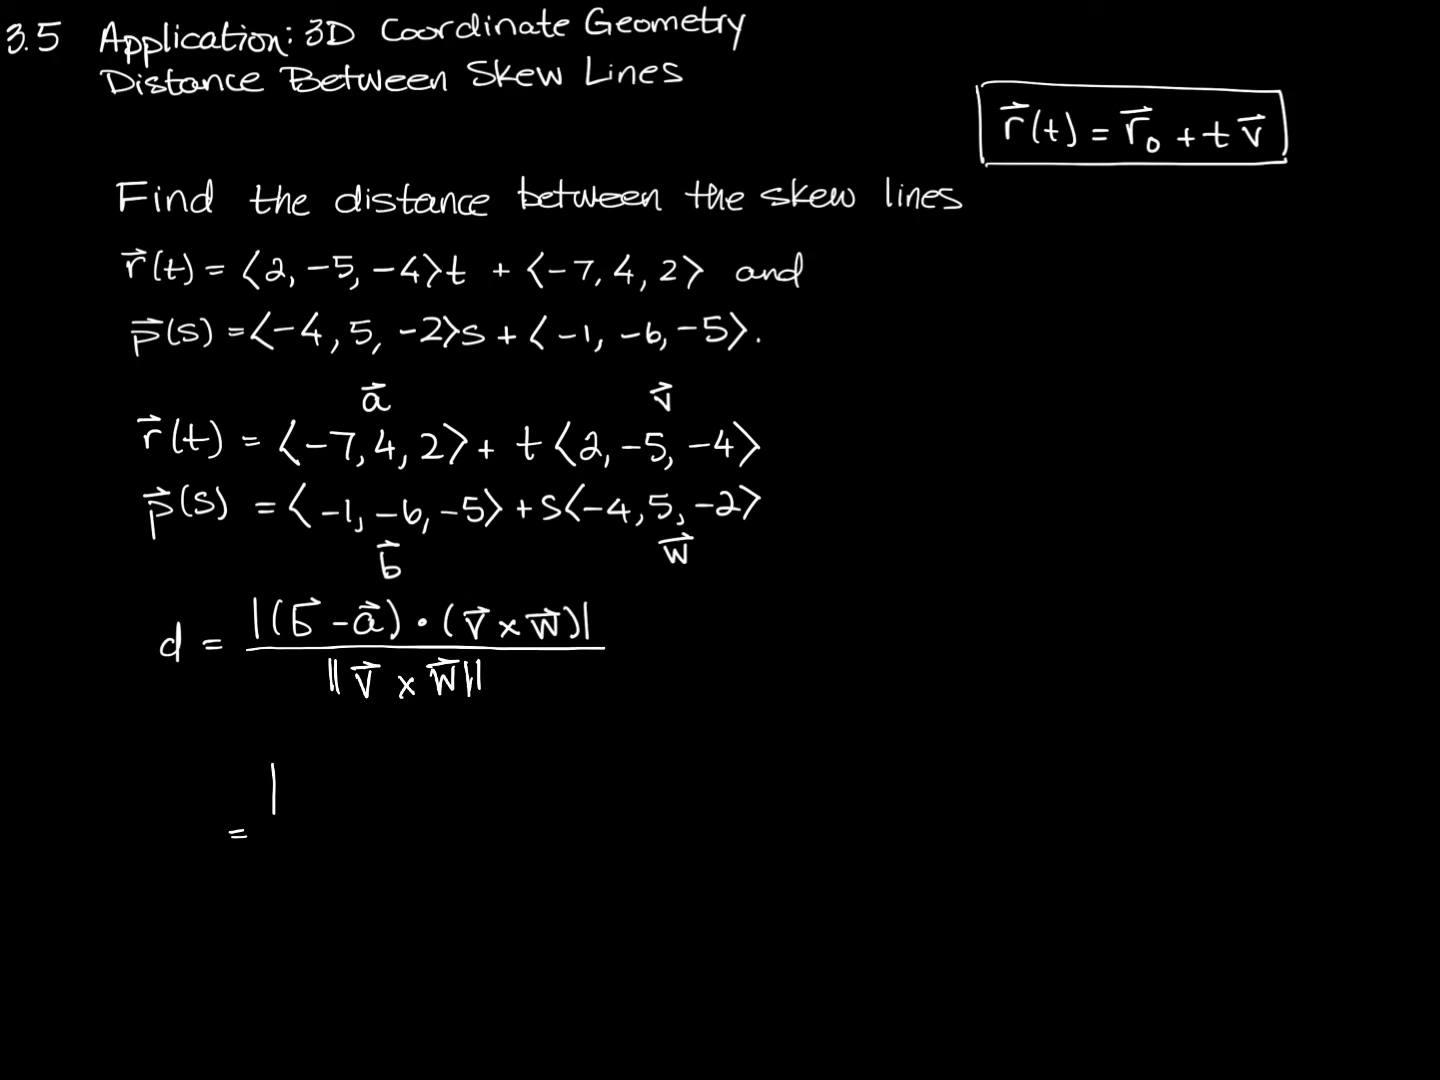 3.5 Application: 3D Coordinate Geometry
Distance Between Skew Lines
r⃗(t) = r⃗₀ + t v⃗
Find the distance between the skew lines
r⃗(t) = ⟨2, -5, -4⟩t + ⟨-7, 4, 2⟩ and
p⃗(s) = ⟨-4, 5, -2⟩s + ⟨-1, -6, -5⟩.
a⃗ v⃗
r⃗(t) = ⟨-7, 4, 2⟩ + t⟨2, -5, -4⟩
p⃗(s) = ⟨-1, -6, -5⟩ + s⟨-4, 5, -2⟩
b⃗ w⃗
d = |(b⃗ - a⃗) · (v⃗ × w⃗)|
‖v⃗ × w⃗‖
= |